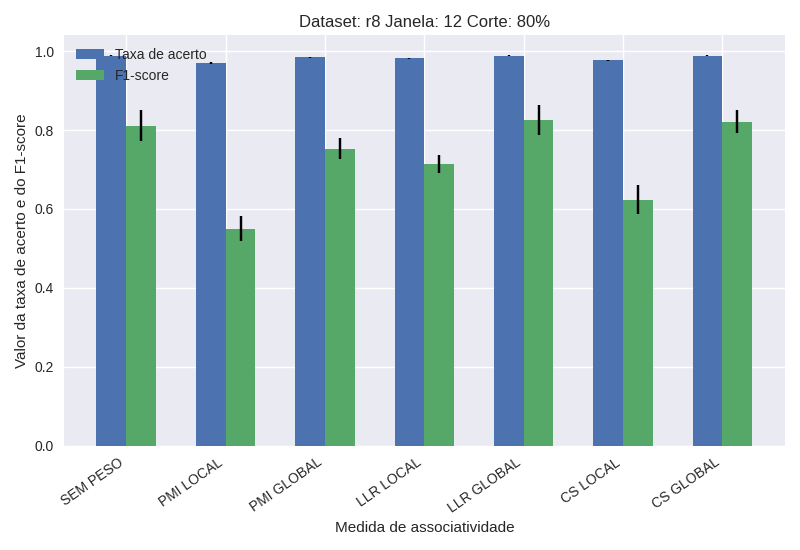 Dataset: r8 Janela: 12 Corte: 80%
Taxa de acerto
F1-score
Valor da taxa de acerto e do F1-score
1.0
0.8
0.6
0.4
0.2
0.0
SEM PESO
PMI LOCAL
PMI GLOBAL
LLR LOCAL
LLR GLOBAL
CS LOCAL
CS GLOBAL
Medida de associatividade